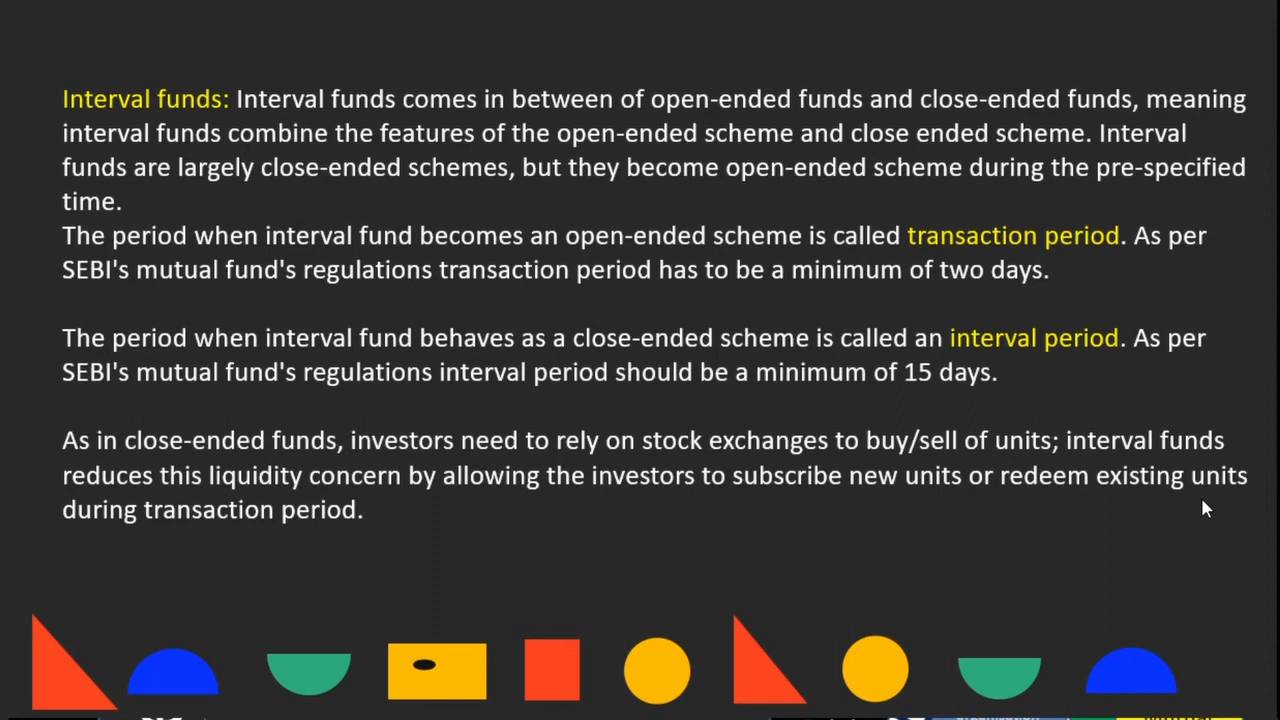 Interval funds: Interval funds comes in between of open-ended funds and close-ended funds, meaning
interval funds combine the features of the open-ended scheme and close ended scheme. Interval
funds are largely close-ended schemes, but they become open-ended scheme during the pre-specified
time.
The period when interval fund becomes an open-ended scheme is called transaction period. As per
SEBI's mutual fund's regulations transaction period has to be a minimum of two days.
The period when interval fund behaves as a close-ended scheme is called an interval period. As per
SEBI's mutual fund's regulations interval period should be a minimum of 15 days.
As in close-ended funds, investors need to rely on stock exchanges to buy/sell of units; interval funds
reduces this liquidity concern by allowing the investors to subscribe new units or redeem existing units
during transaction period.